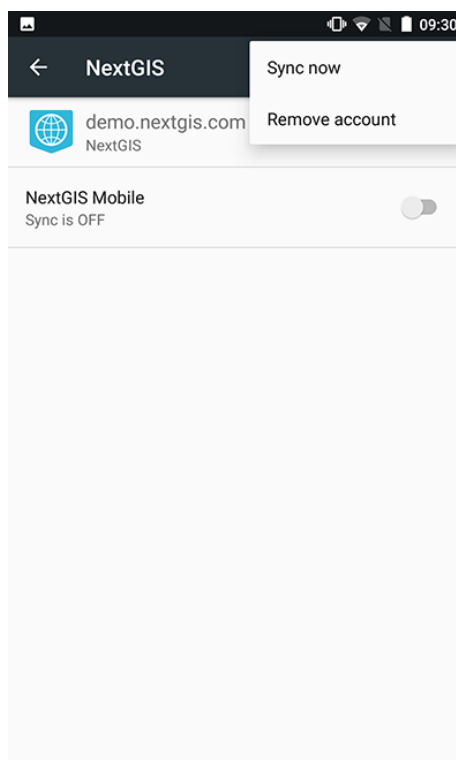 09:30
NextGIS
Sync now
Remove account
demo.nextgis.com
NextGIS
NextGIS Mobile
Sync is OFF